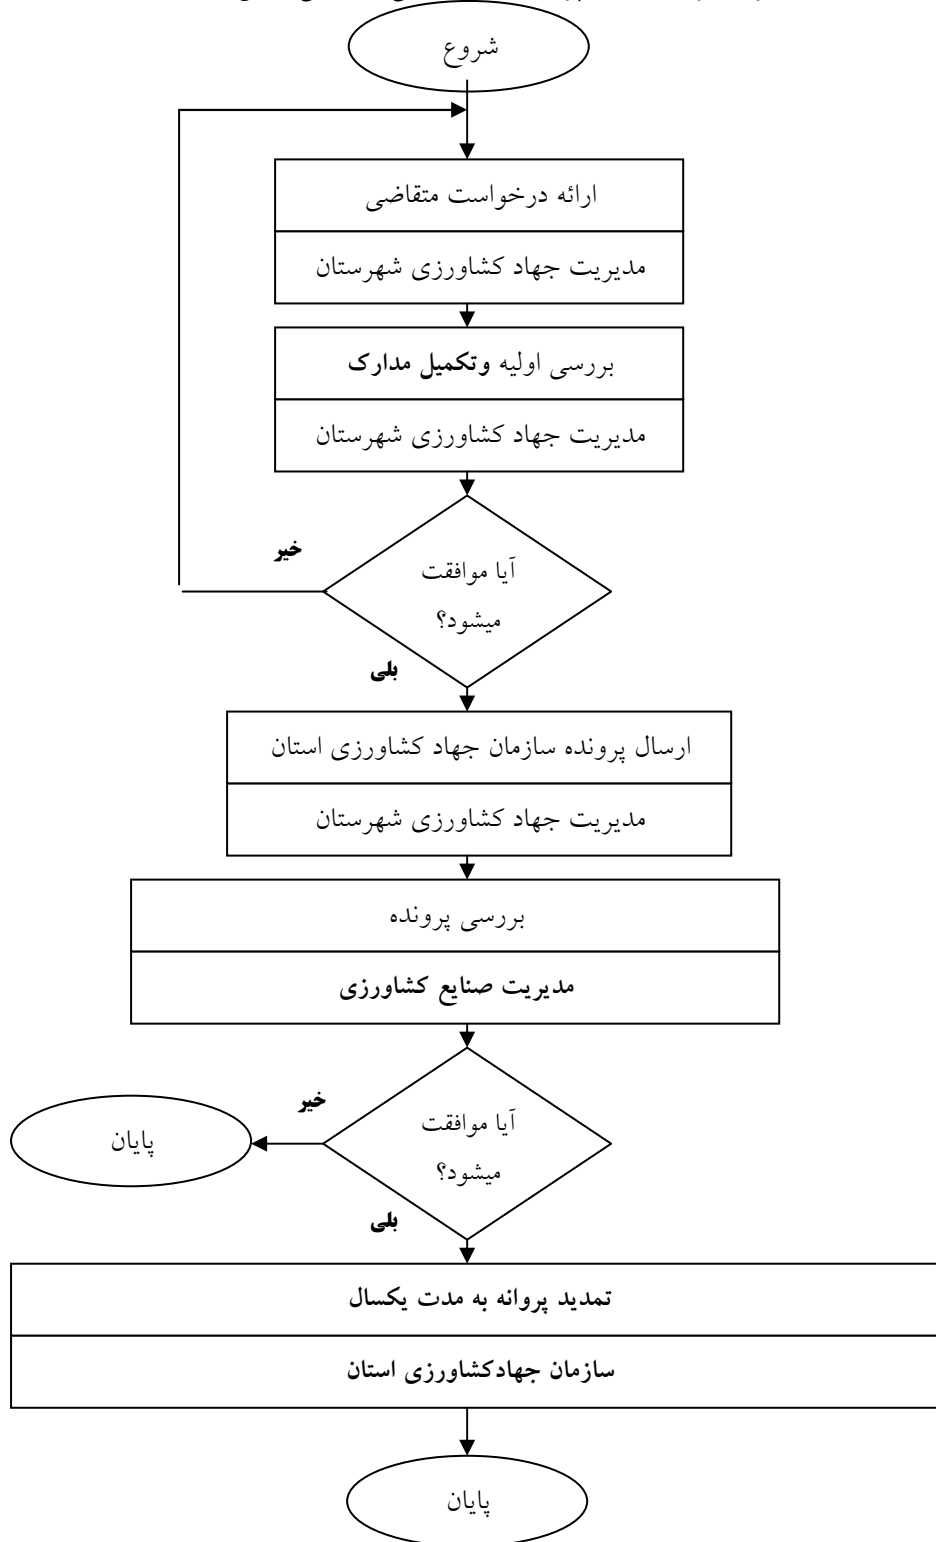 شروع
ارائه درخواست متقاضی
مدیریت جهاد کشاورزی شهرستان
بررسی اولیه وتکمیل مدارک
مدیریت جهاد کشاورزی شهرستان
خیر
آیا موافقت
میشود؟
بلی
ارسال پرونده سازمان جهاد کشاورزی استان
مدیریت جهاد کشاورزی شهرستان
بررسی پرونده
مدیریت صنایع کشاورزی
خیر
آیا موافقت
میشود؟
پایان
بلی
تمدید پروانه به مدت یکسال
سازمان جهادکشاورزی استان
پایان